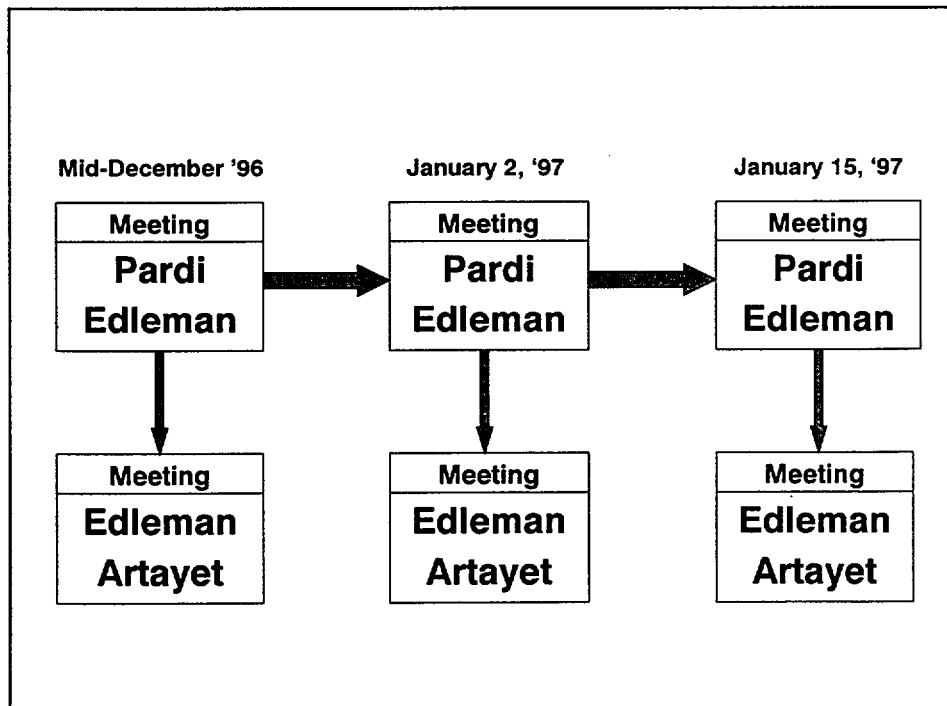 Mid-December '96
January 2, '97
January 15, '97
Meeting
Pardi
Edleman
Meeting
Pardi
Edleman
Meeting
Pardi
Edleman
Meeting
Edleman
Artayet
Meeting
Edleman
Artayet
Meeting
Edleman
Artayet